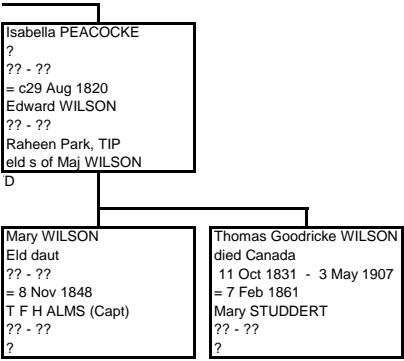 Isabella PEACOCKE
?
?? - ??
= c29 Aug 1820
Edward WILSON
?? - ??
Raheen Park, TIP
eld s of Maj WILSON
D
Mary WILSON
Eld daut
?? - ??
= 8 Nov 1848
T F H ALMS (Capt)
?? - ??
?
Thomas Goodricke WILSON
died Canada
11 Oct 1831 - 3 May 1907
= 7 Feb 1861
Mary STUDDERT
?? - ??
?